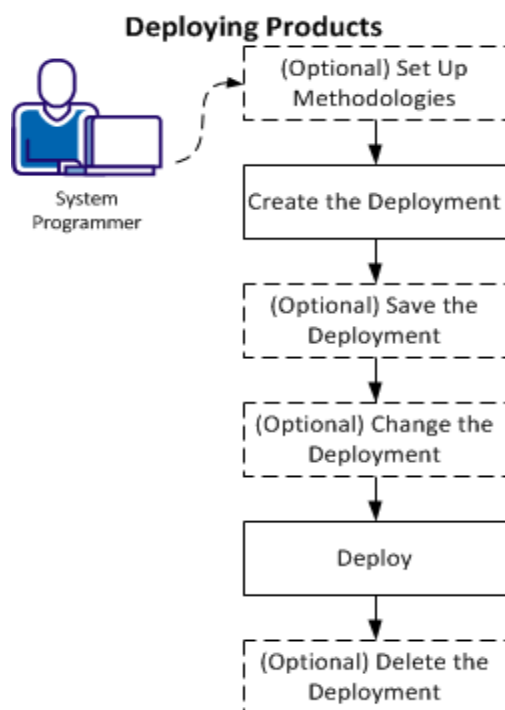 Deploying Products
(Optional) Set Up
Methodologies
System
Programmer
Create the Deployment
(Optional) Save the
Deployment
(Optional) Change the
Deployment
Deploy
(Optional) Delete the
Deployment